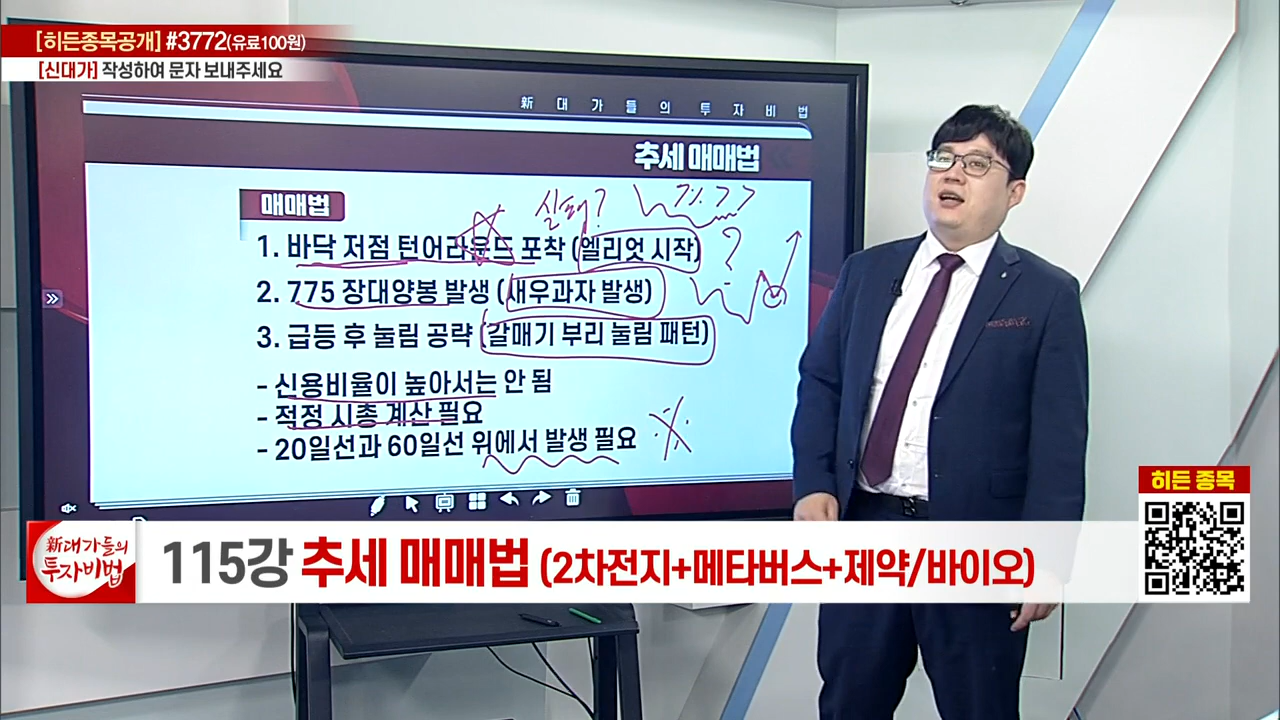 [히든종목공개] #3772(유료100원)
[신대가] 작성하여 문자 보내주세요
新 대 가 들 의 투 자 비 법
추세 매매법
매매법
실패?
1. 바닥 저점 턴어라운드 포착 (엘리엇 시작)
?
2. 775 장대양봉 발생 (새우과자 발생)
3. 급등 후 눌림 공략 (갈매기 부리 눌림 패턴)
- 신용비율이 높아서는 안 됨
- 적정 시총 계산 필요
- 20일선과 60일선 위에서 발생 필요
히든 종목
新대가들의
투자비법
115강 추세 매매법 (2차전지+메타버스+제약/바이오)